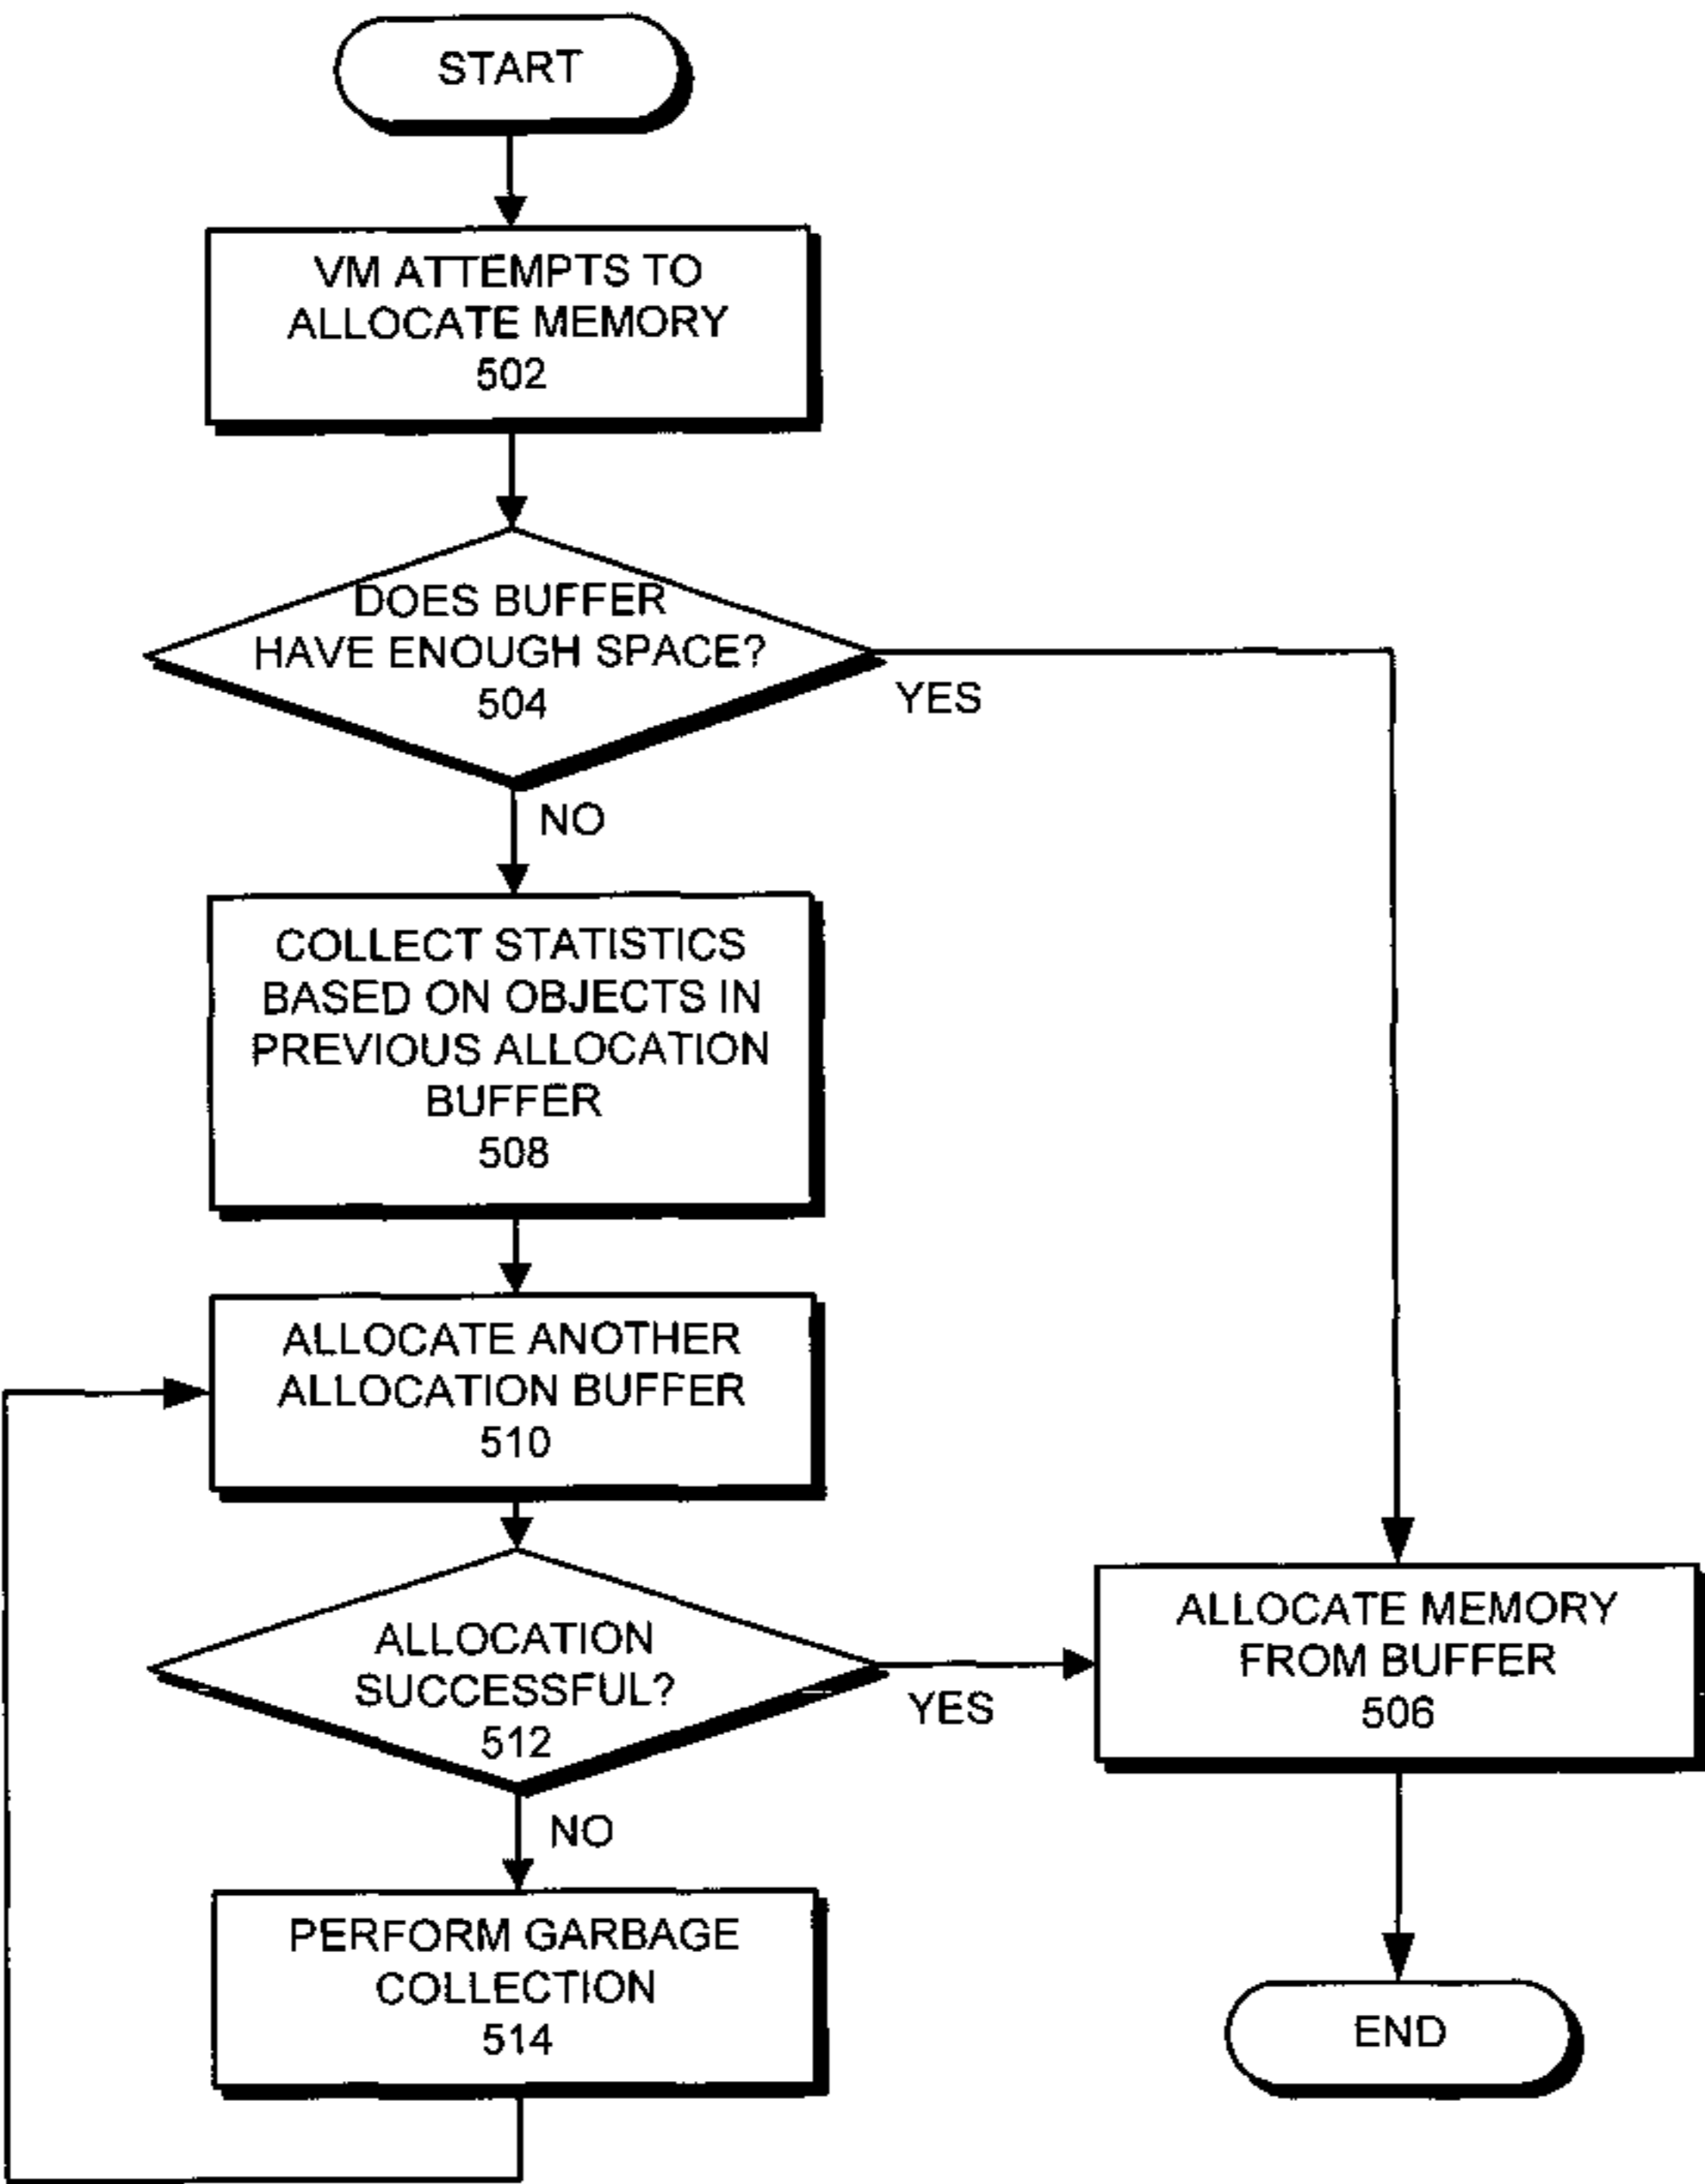 START
VM ATTEMPTS TO
ALLOCATE MEMORY
502
DOES BUFFER
HAVE ENOUGH SPACE?
504
YES
NO
COLLECT STATISTICS
BASED ON OBJECTS IN
PREVIOUS ALLOCATION
BUFFER
508
ALLOCATE ANOTHER
ALLOCATION BUFFER
510
ALLOCATION
SUCCESSFUL?
512
YES
NO
ALLOCATE MEMORY
FROM BUFFER
506
PERFORM GARBAGE
COLLECTION
514
END